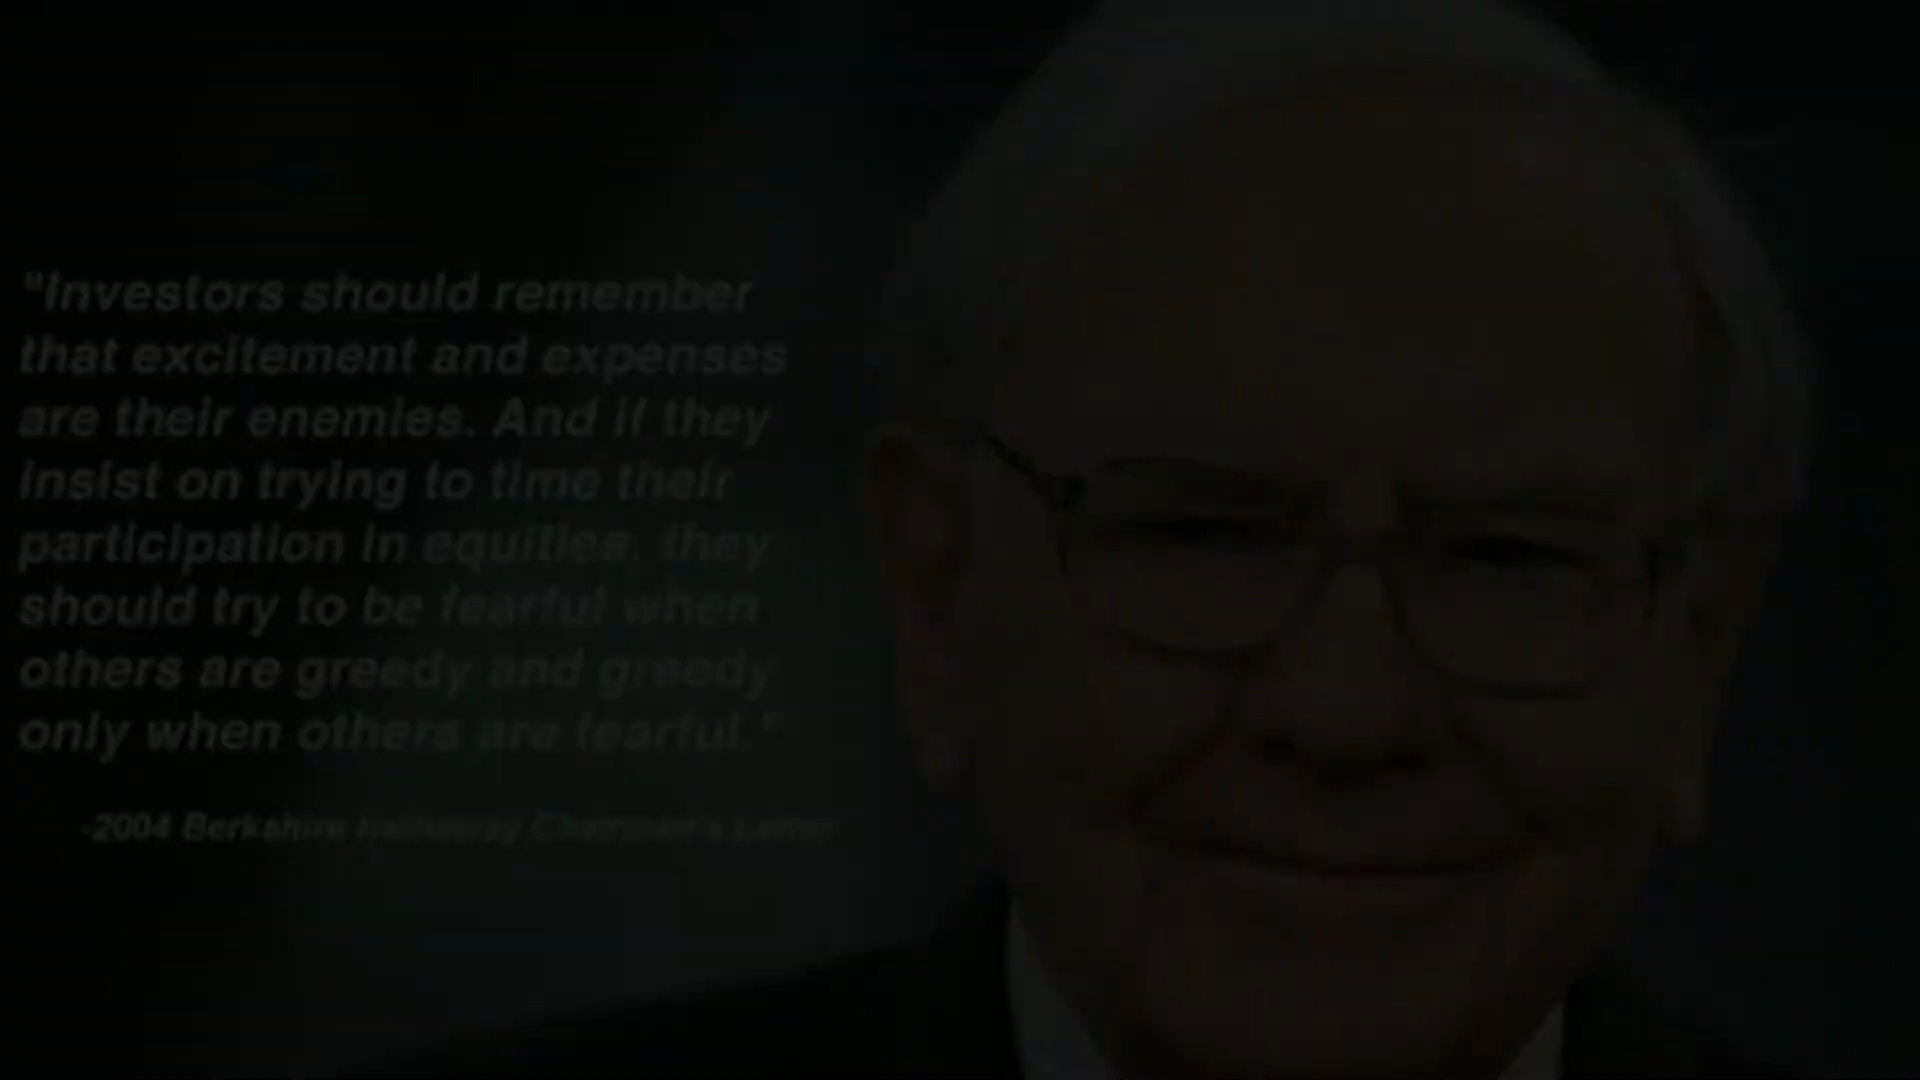 "Investors should remember
that excitement and expenses
are their enemies. And if they
insist on trying to time their
participation in equities, they
should try to be fearful when
others are greedy and greedy
only when others are fearful."
-2004 Berkshire Hathaway Chairman's Letter